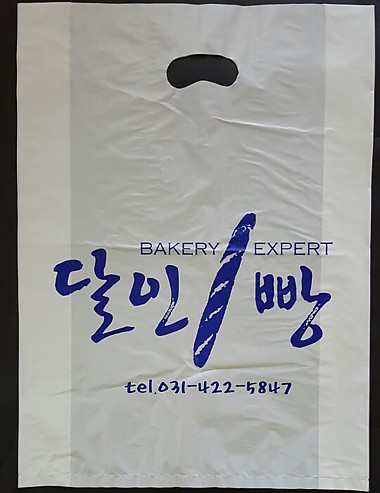 BAKERY EXPERT
달인 빵
tel.031-422-5847